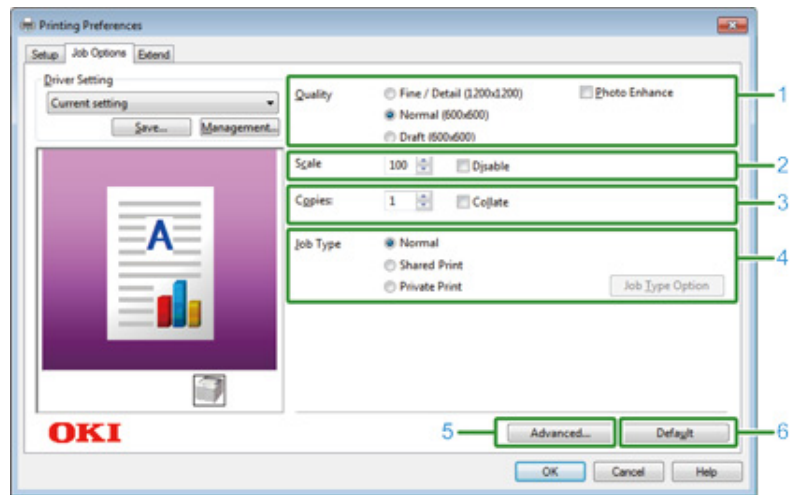 Printing Preferences
Setup Job Options Extend
Driver Setting
Current setting
Save... Management...
Quality Fine / Detail (1200x1200) Photo Enhance 1
Normal (600x600)
Draft (600x600)
Scale 100 Disable 2
Copies: 1 Collate 3
Job Type Normal 4
Shared Print
Private Print Job Type Option
A
OKI
5 Advanced... Default 6
OK Cancel Help